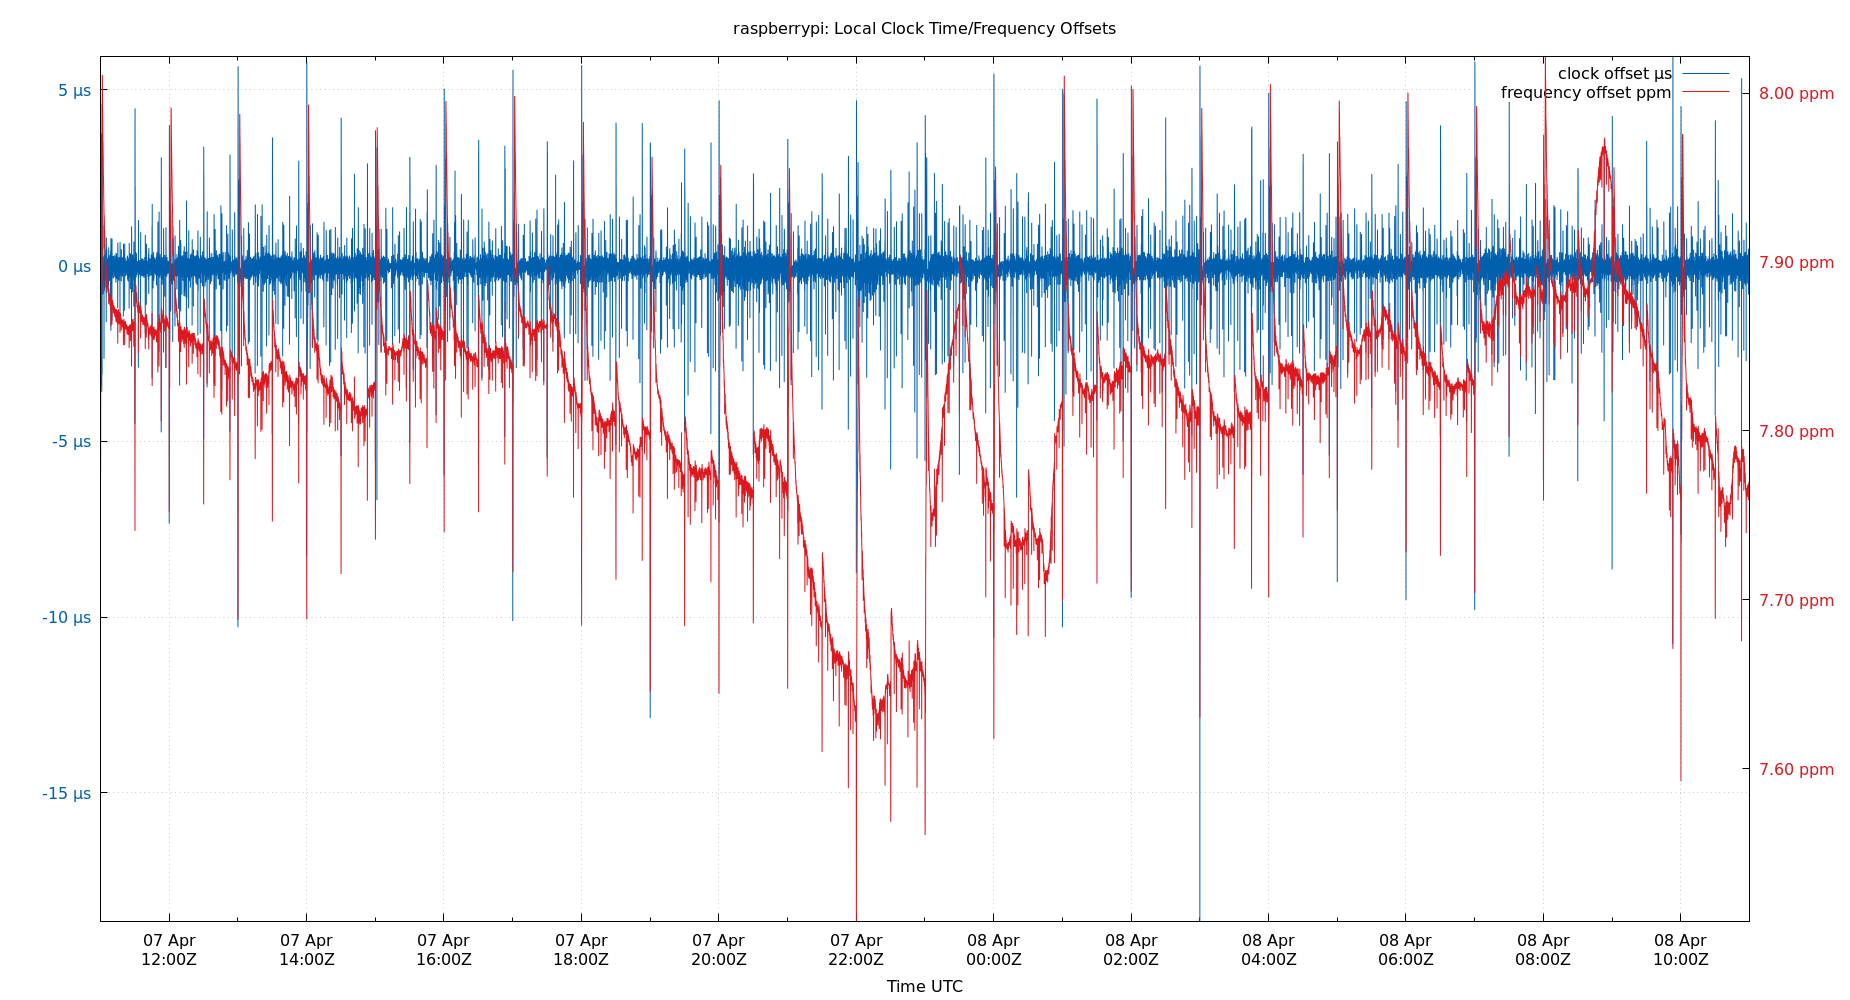 raspberrypi: Local Clock Time/Frequency Offsets
clock offset µs
frequency offset ppm
5 µs
0 µs
-5 µs
-10 µs
-15 µs
8.00 ppm
7.90 ppm
7.80 ppm
7.70 ppm
7.60 ppm
07 Apr
12:00Z
07 Apr
14:00Z
07 Apr
16:00Z
07 Apr
18:00Z
07 Apr
20:00Z
07 Apr
22:00Z
08 Apr
00:00Z
08 Apr
02:00Z
08 Apr
04:00Z
08 Apr
06:00Z
08 Apr
08:00Z
08 Apr
10:00Z
Time UTC